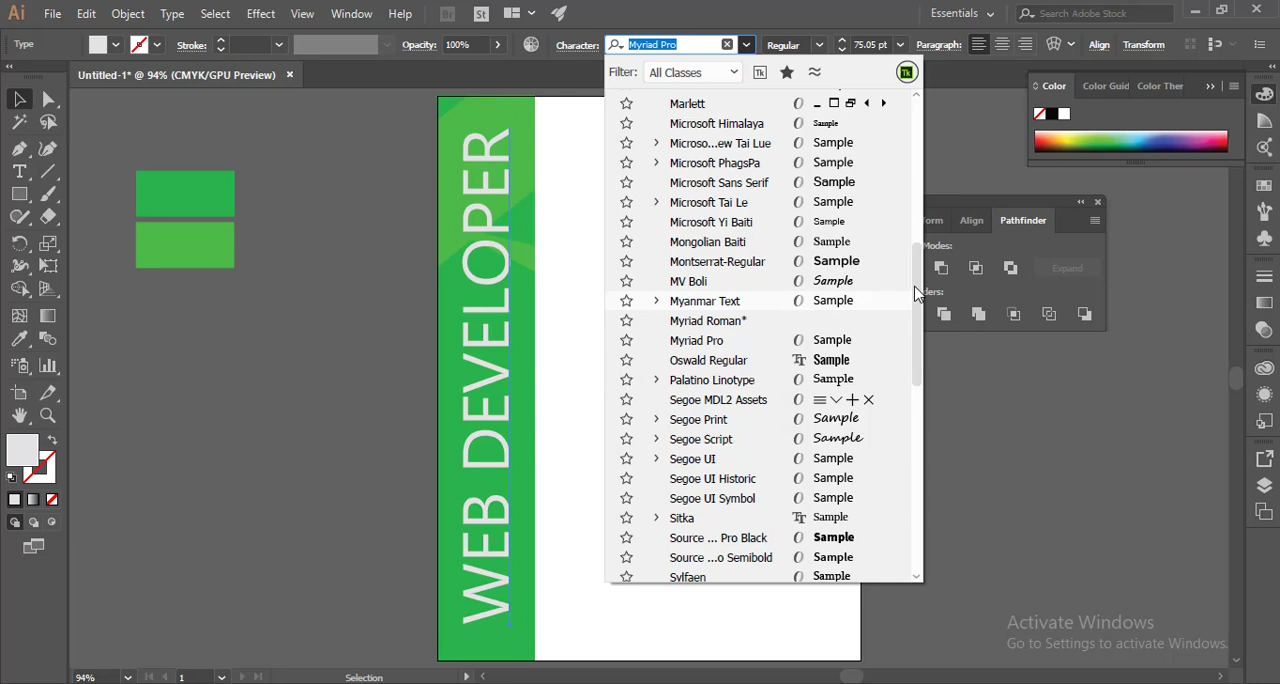 Ai File Edit Object Type Select Effect View Window Help Br St Essentials Search Adobe Stock
Type Stroke: Opacity: 100% Character: Myriad Pro Regular 75.05 pt Paragraph: Align Transform
Untitled-1* @ 94% (CMYK/GPU Preview)
Filter: All Classes Tk Tk
Color Color Guid Color Ther
Marlett
Microsoft Himalaya Sample
Microso...ew Tai Lue Sample
Microsoft PhagsPa Sample
Microsoft Sans Serif Sample
Microsoft Tai Le Sample
Microsoft Yi Baiti Sample
Mongolian Baiti Sample
Montserrat-Regular Sample
MV Boli Sample
Myanmar Text Sample
Myriad Roman*
Myriad Pro Sample
Oswald Regular Sample
Palatino Linotype Sample
Segoe MDL2 Assets
Segoe Print Sample
Segoe Script Sample
Segoe UI Sample
Segoe UI Historic Sample
Segoe UI Symbol Sample
Sitka Sample
Source ... Pro Black Sample
Source ...o Semibold Sample
Sylfaen Sample
orm Align Pathfinder
Modes:
Expand
ders:
WEB DEVELOPER
Activate Windows
Go to Settings to activate Windows.
94% 1 Selection